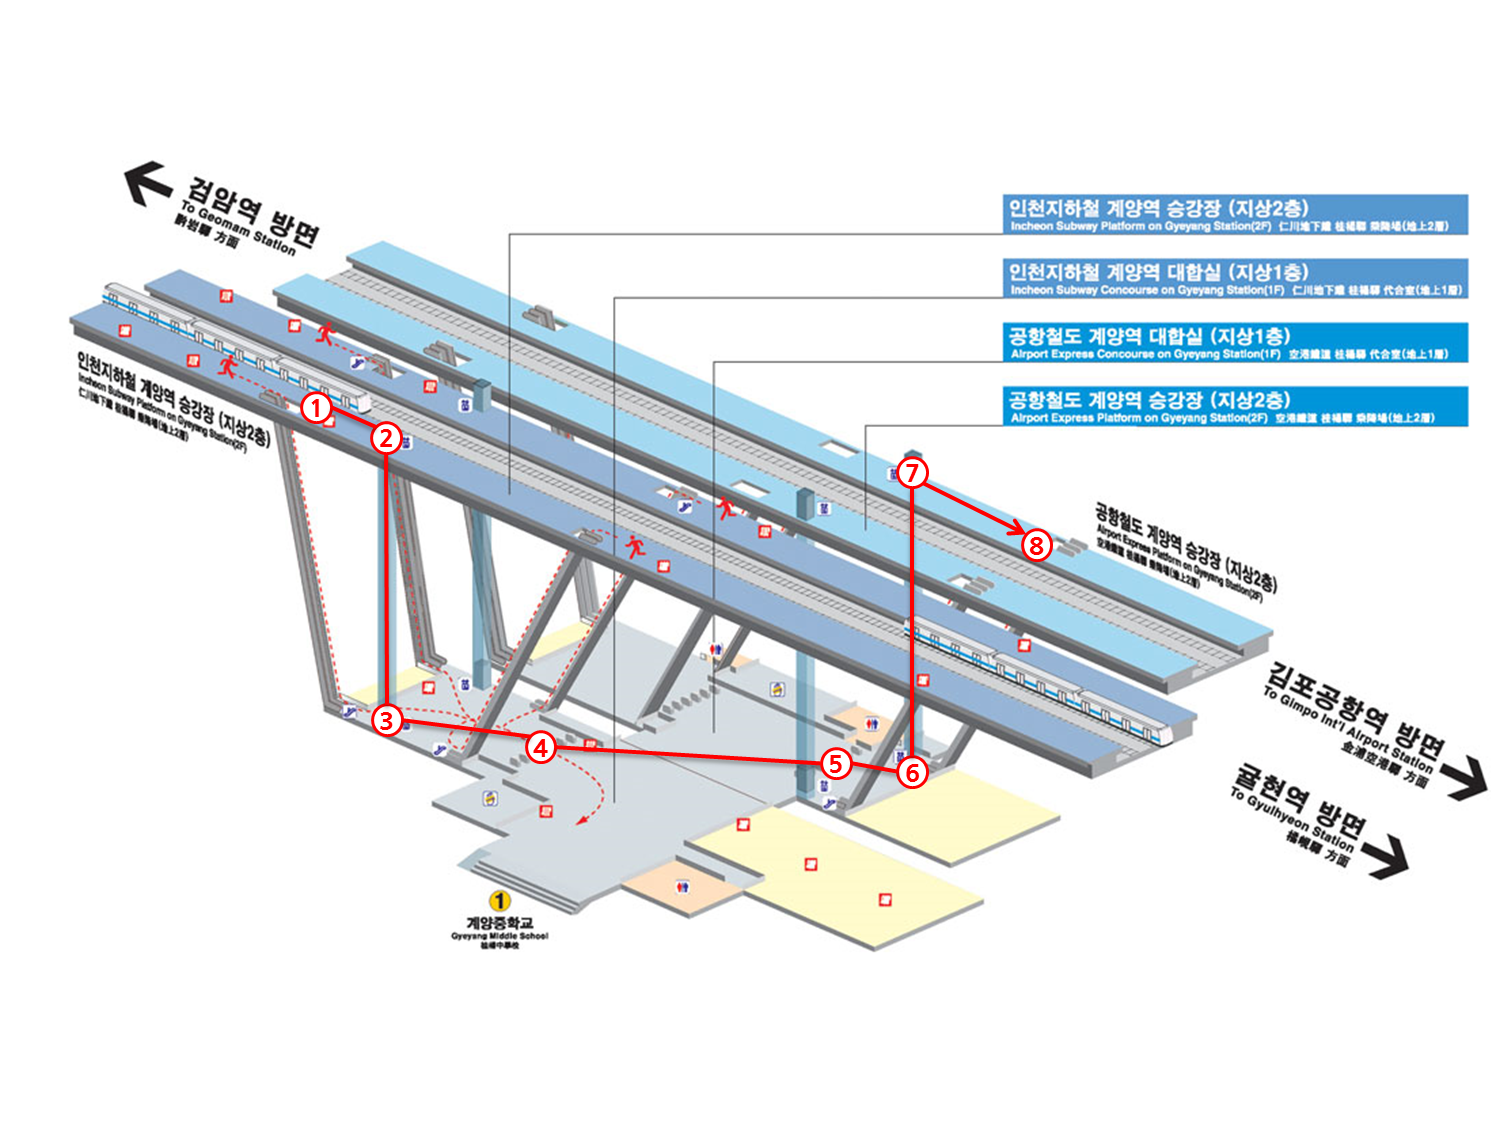 검암역 방면
To Geomam Station
黔岩驛 方面
인천지하철 계양역 승강장 (지상2층)
Incheon Subway Platform on Gyeyang Station(2F) 仁川地下鐵 桂楊驛 乘降場(地上2層)
인천지하철 계양역 대합실 (지상1층)
Incheon Subway Concourse on Gyeyang Station(1F) 仁川地下鐵 桂楊驛 代合室(地上1層)
공항철도 계양역 대합실 (지상1층)
Airport Express Concourse on Gyeyang Station(1F) 空港鐵道 桂楊驛 代合室(地上1層)
공항철도 계양역 승강장 (지상2층)
Airport Express Platform on Gyeyang Station(2F) 空港鐵道 桂楊驛 乘降場(地上2層)
인천지하철 계양역 승강장 (지상2층)
Incheon Subway Platform on Gyeyang Station(2F)
仁川地下鐵 桂楊驛 乘降場(地上2層)
1
2
3
4
5
6
7
8
공항철도 계양역 승강장 (지상2층)
Airport Express Platform on Gyeyang Station(2F)
空港鐵道 桂楊驛 乘降場(地上2層)
김포공항역 방면
To Gimpo Int'l Airport Station
金浦空港驛 方面
귤현역 방면
To Gyulhyeon Station
橘峴驛 方面
1
계양중학교
Gyeyang Middle School
桂楊中學校